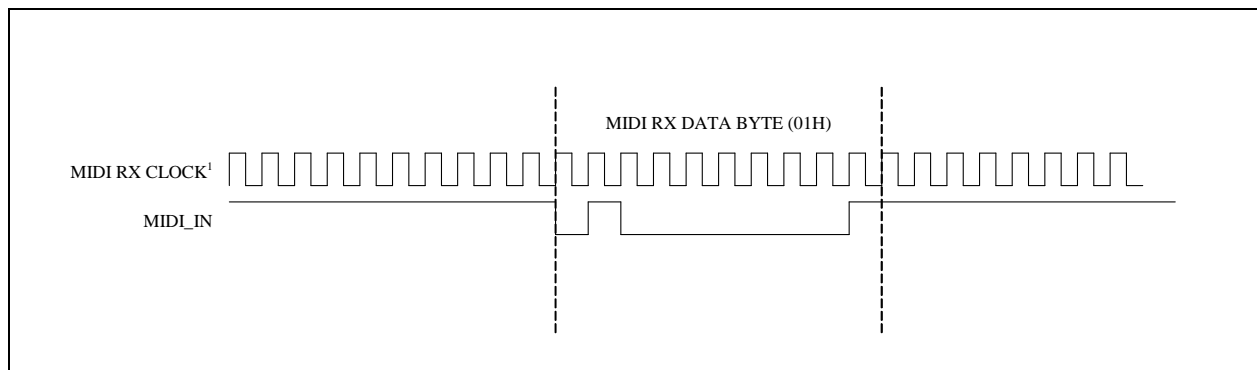 MIDI RX DATA BYTE (01H)
MIDI RX CLOCK¹
MIDI_IN